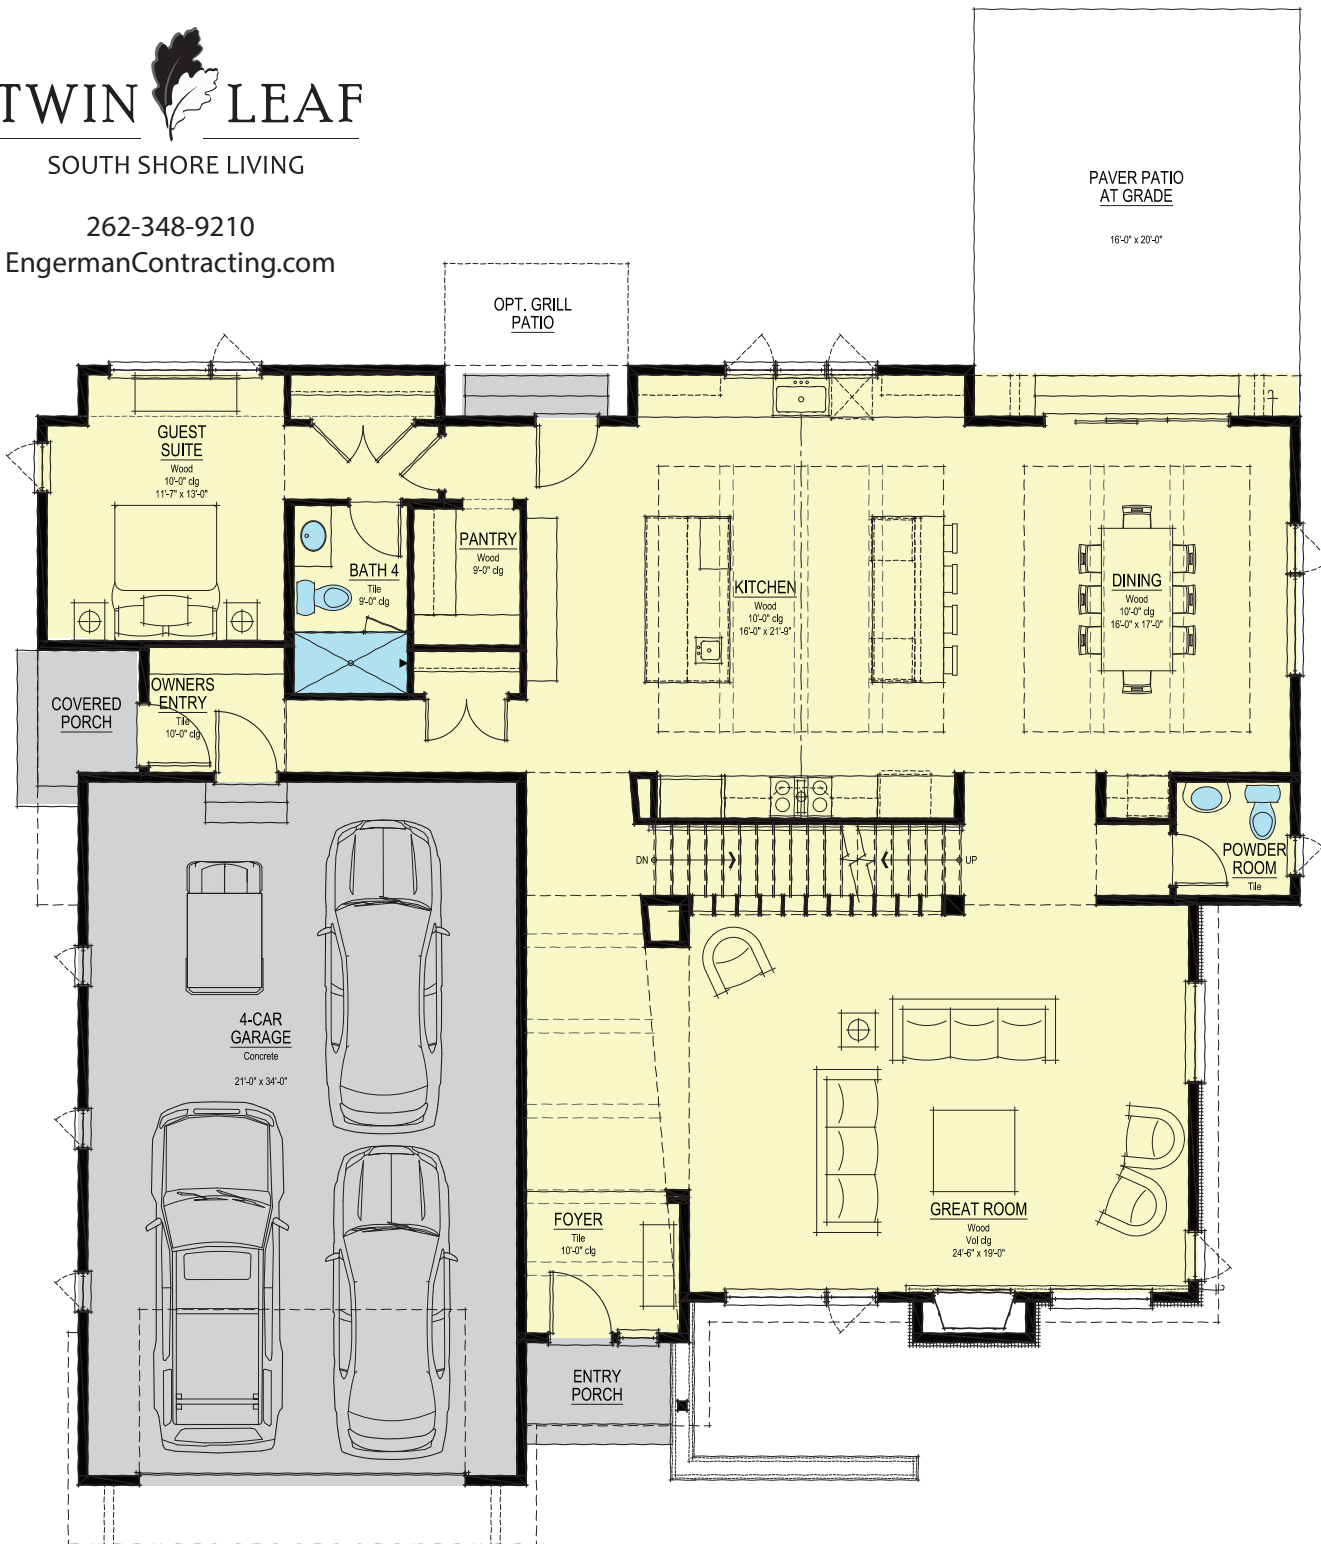 TWIN LEAF
SOUTH SHORE LIVING
262-348-9210
EngermanContracting.com
PAVER PATIO
AT GRADE
16'-0" x 20'-0"
OPT. GRILL
PATIO
GUEST
SUITE
Wood
10'-0" clg
11'-7" x 13'-0"
BATH 4
Tile
9'-0" clg
PANTRY
Wood
9'-0" clg
KITCHEN
Wood
10'-0" clg
16'-0" x 21'-9"
DINING
Wood
10'-0" clg
16'-0" x 17'-0"
COVERED
PORCH
OWNERS
ENTRY
Tile
10'-0" clg
DN
UP
POWDER
ROOM
Tile
4-CAR
GARAGE
Concrete
21'-0" x 34'-0"
FOYER
Tile
10'-0" clg
GREAT ROOM
Wood
Vol clg
24'-6" x 19'-0"
ENTRY
PORCH